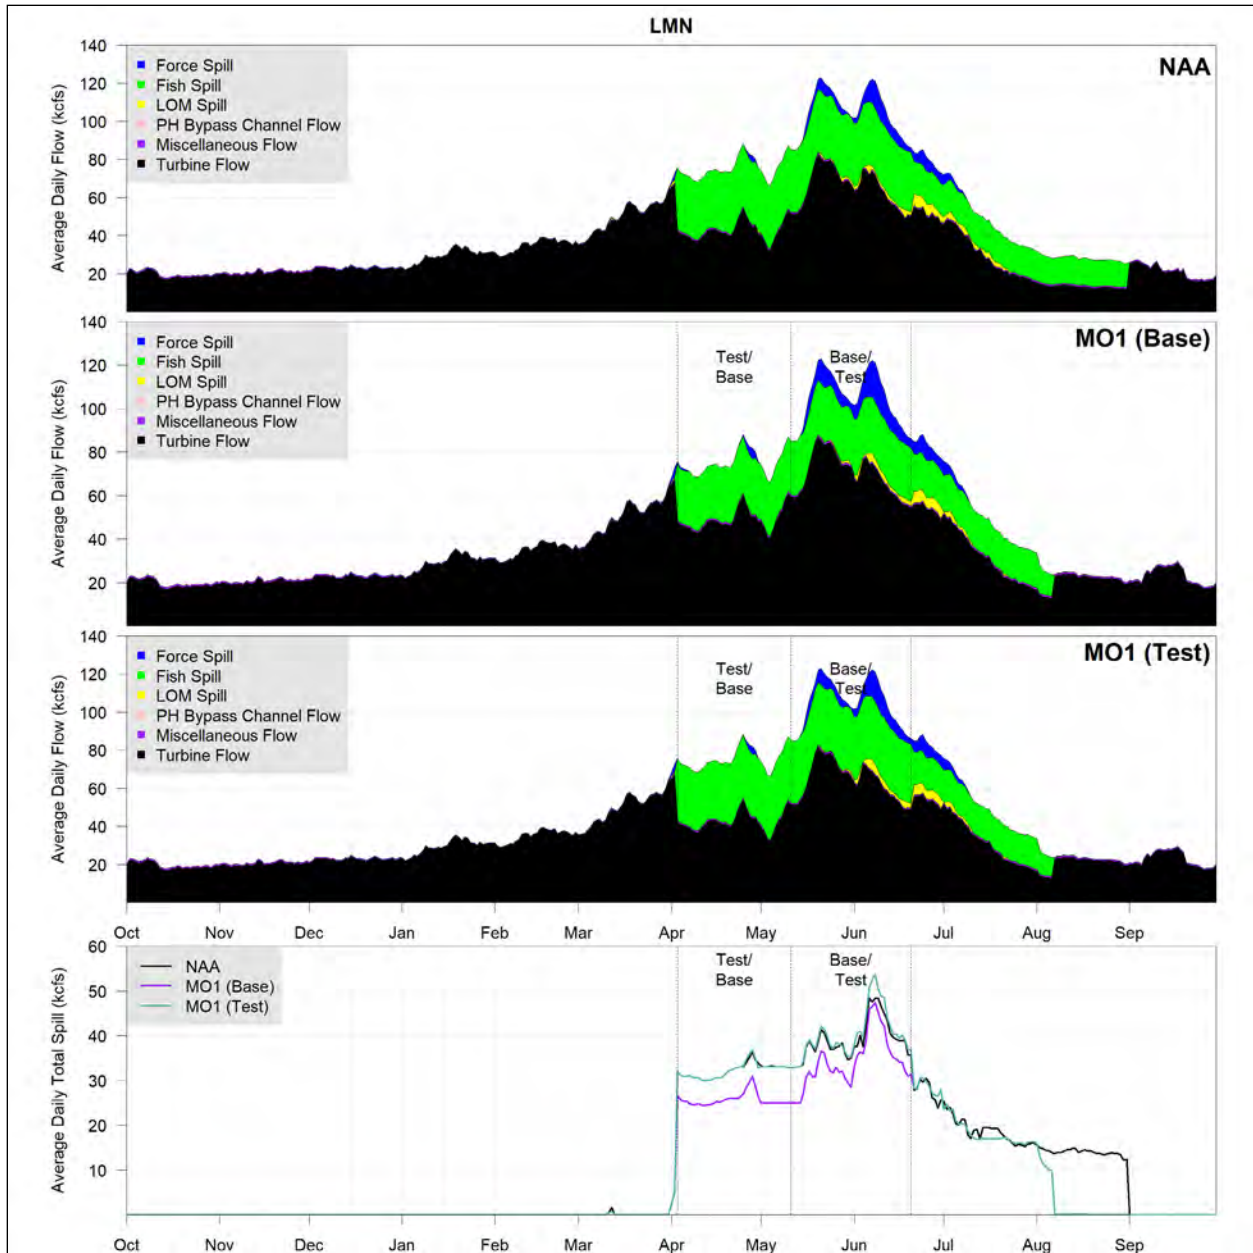 LMN
NAA
Average Daily Flow (kcfs)
140
120
100
80
60
40
20
Force Spill
Fish Spill
LOM Spill
PH Bypass Channel Flow
Miscellaneous Flow
Turbine Flow
MO1 (Base)
Average Daily Flow (kcfs)
140
120
100
80
60
40
20
Force Spill
Fish Spill
LOM Spill
PH Bypass Channel Flow
Miscellaneous Flow
Turbine Flow
Test/
Base
Base/
Test
MO1 (Test)
Average Daily Flow (kcfs)
140
120
100
80
60
40
20
Force Spill
Fish Spill
LOM Spill
PH Bypass Channel Flow
Miscellaneous Flow
Turbine Flow
Test/
Base
Base/
Test
Oct Nov Dec Jan Feb Mar Apr May Jun Jul Aug Sep
Average Daily Total Spill (kcfs)
60
50
40
30
20
10
NAA
MO1 (Base)
MO1 (Test)
Test/
Base
Base/
Test
Oct Nov Dec Jan Feb Mar Apr May Jun Jul Aug Sep